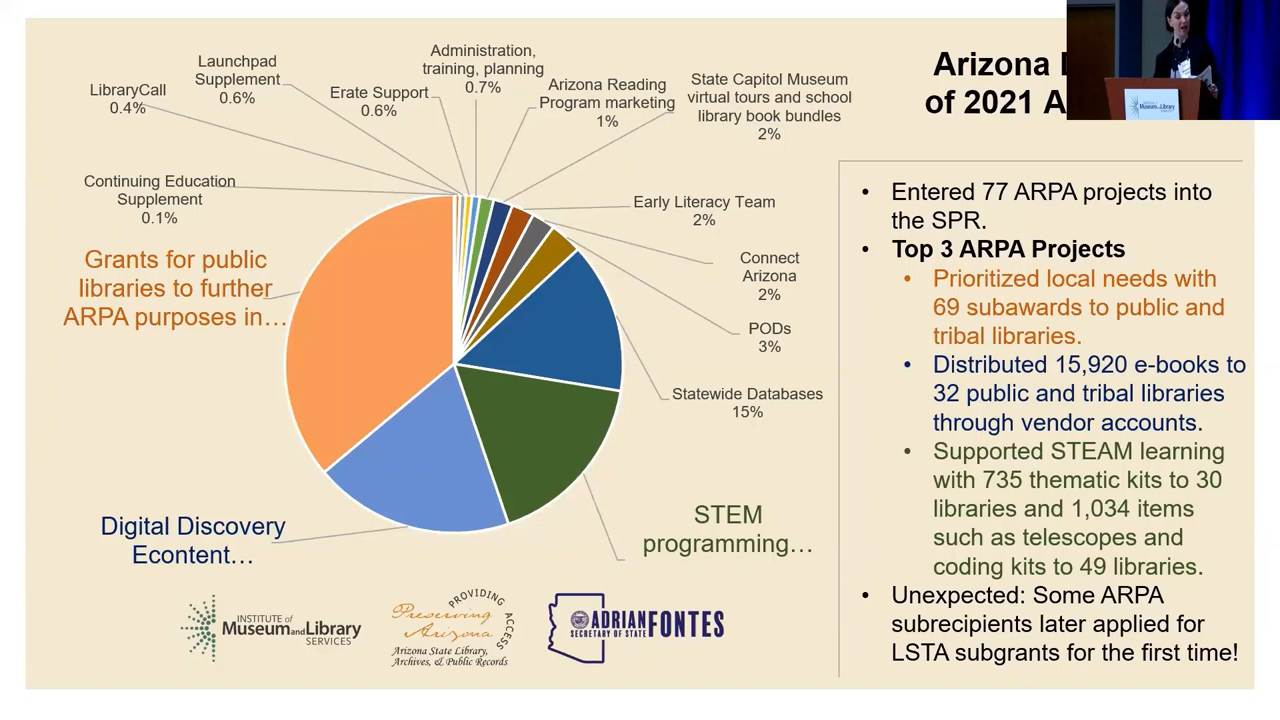 Arizona
of 2021
Launchpad
Supplement
0.6%
LibraryCall
0.4%
Erate Support
0.6%
Administration,
training, planning
0.7%
Arizona Reading
Program marketing
1%
State Capitol Museum
virtual tours and school
library book bundles
2%
Continuing Education
Supplement
0.1%
Early Literacy Team
2%
Connect
Arizona
2%
PODs
3%
Statewide Databases
15%
Grants for public
libraries to further
ARPA purposes in…
Digital Discovery
Econtent…
STEM
programming…
• Entered 77 ARPA projects into
the SPR.
• Top 3 ARPA Projects
• Prioritized local needs with
69 subawards to public and
tribal libraries.
• Distributed 15,920 e-books to
32 public and tribal libraries
through vendor accounts.
• Supported STEAM learning
with 735 thematic kits to 30
libraries and 1,034 items
such as telescopes and
coding kits to 49 libraries.
• Unexpected: Some ARPA
subrecipients later applied for
LSTA subgrants for the first time!
INSTITUTE of
Museum and Library
SERVICES
PROVIDING ACCESS
Preserving
Arizona
Arizona State Library,
Archives, & Public Records
ADRIAN FONTES
SECRETARY OF STATE
Museum and Library